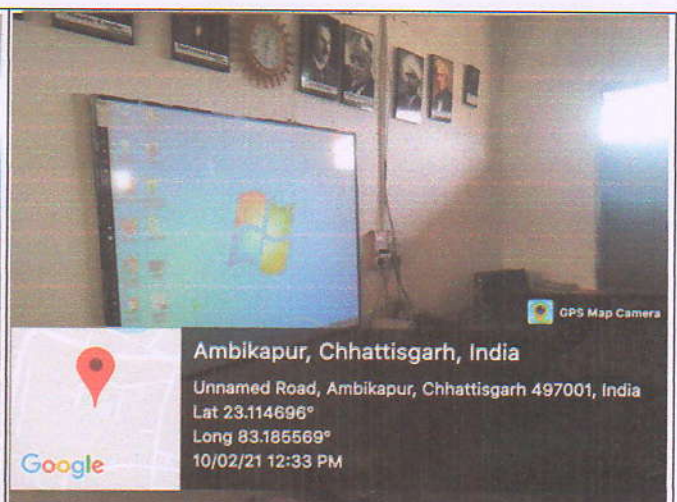 GPS Map Camera
Ambikapur, Chhattisgarh, India
Unnamed Road, Ambikapur, Chhattisgarh 497001, India
Lat 23.114696°
Long 83.185569°
10/02/21 12:33 PM
Google